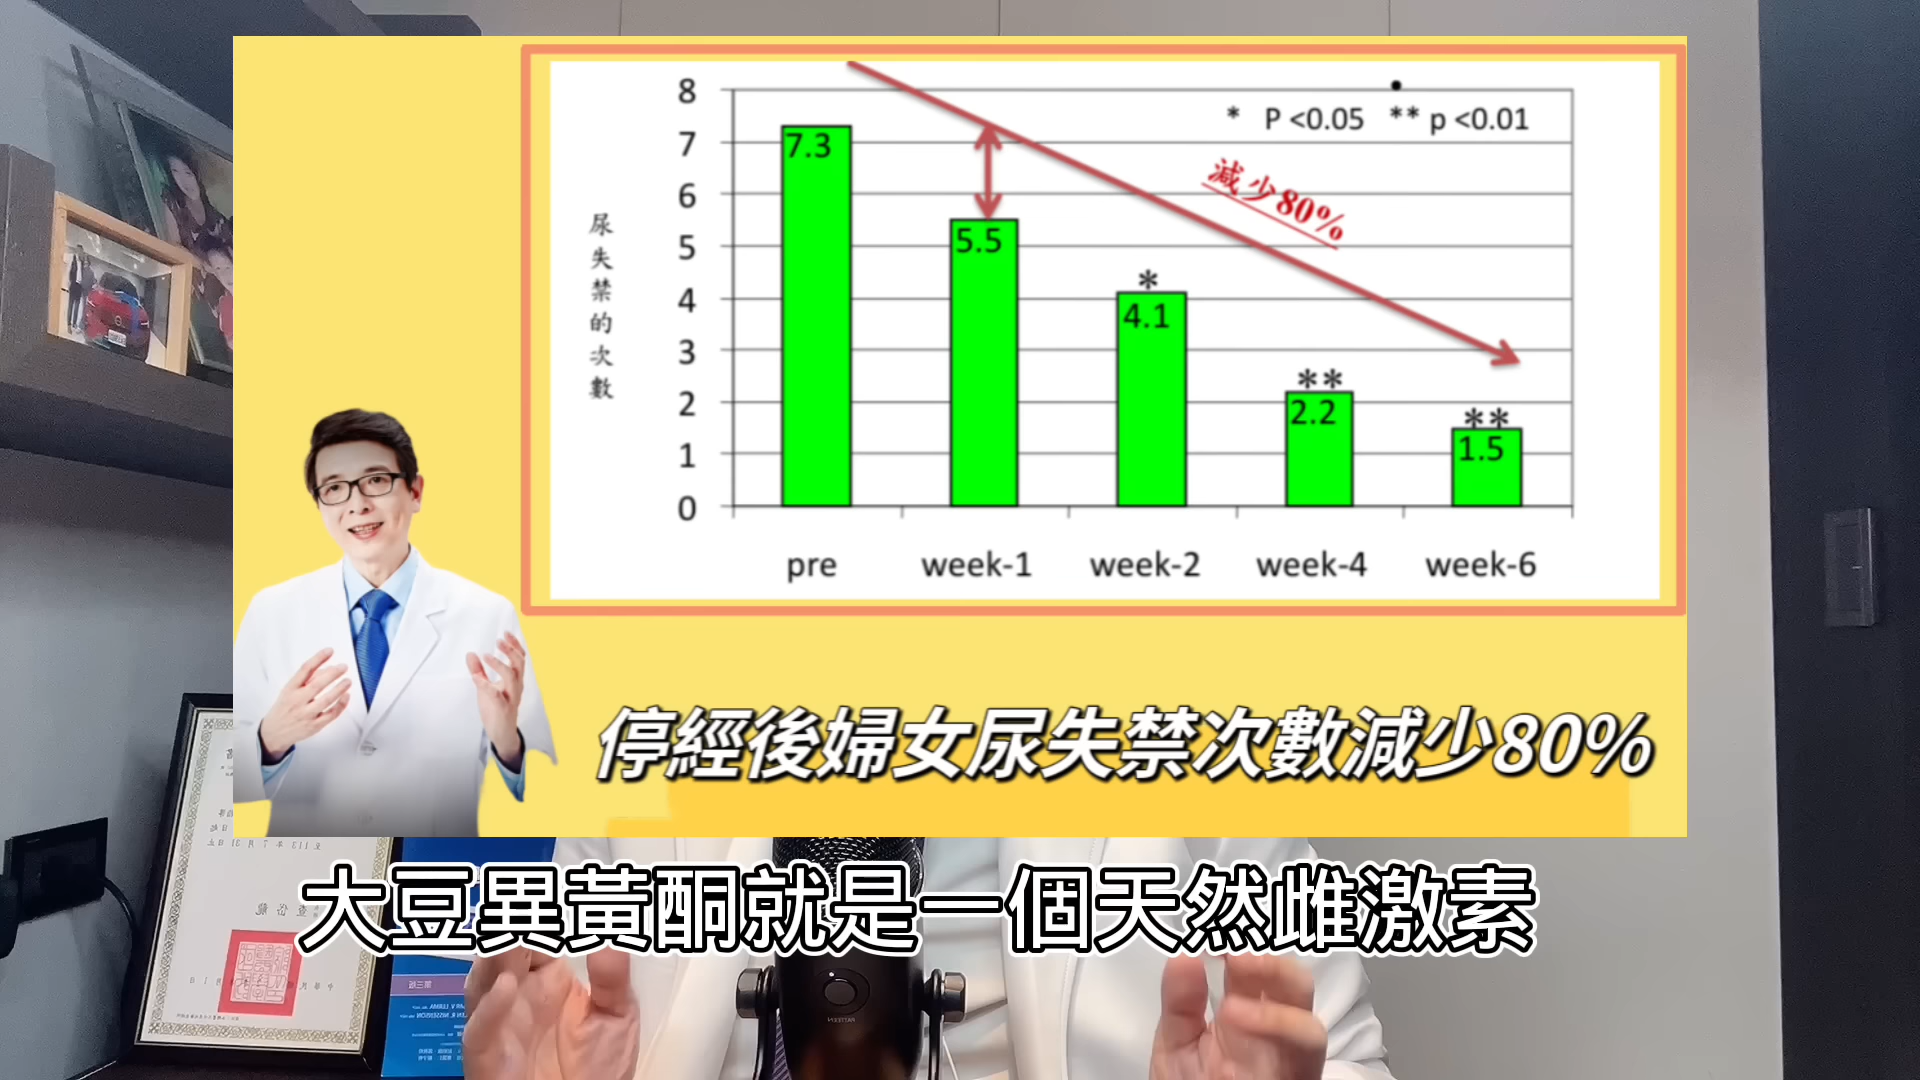 8
* P <0.05 ** p <0.01
7
7.3
減少80%
6
尿失禁的次數
5
5.5
4
*
4.1
3
**
2
2.2
**
1
1.5
0
pre week-1 week-2 week-4 week-6
停經後婦女尿失禁次數減少80%
大豆異黃酮就是一個天然雌激素